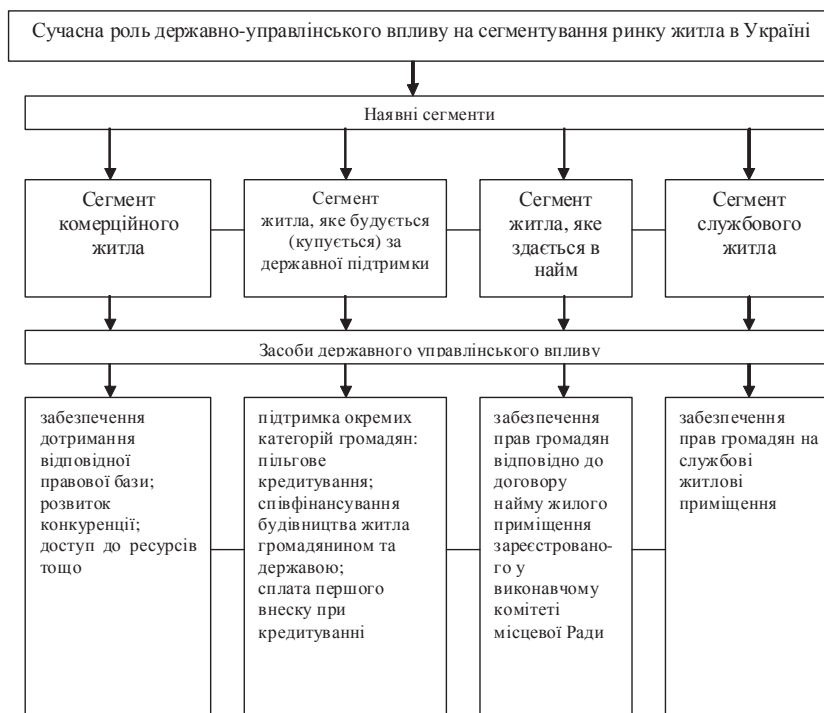 Сучасна роль державно-управлінського впливу на сегментування ринку житла в Україні
Наявні сегменти
Сегмент
комерційного
житла
Сегмент
житла, яке будується
(купується) за
державної підтримки
Сегмент
житла, яке
здається в
найм
Сегмент
службового
житла
Засоби державного управлінського впливу
забезпечення
дотримання
відповідної
правової бази;
розвиток
конкуренції;
доступ до ресурсів
тощо
підтримка окремих
категорій громадян:
пільгове
кредитування;
співфінансування
будівництва житла
громадянином та
державою;
сплата першого
внеску при
кредитуванні
забезпечення
прав громадян
відповідно до
договору
найму жилого
приміщення
зареєстровано-
го у
виконавчому
комітеті
місцевої Ради
забезпечення
прав громадян на
службові
житлові
приміщення